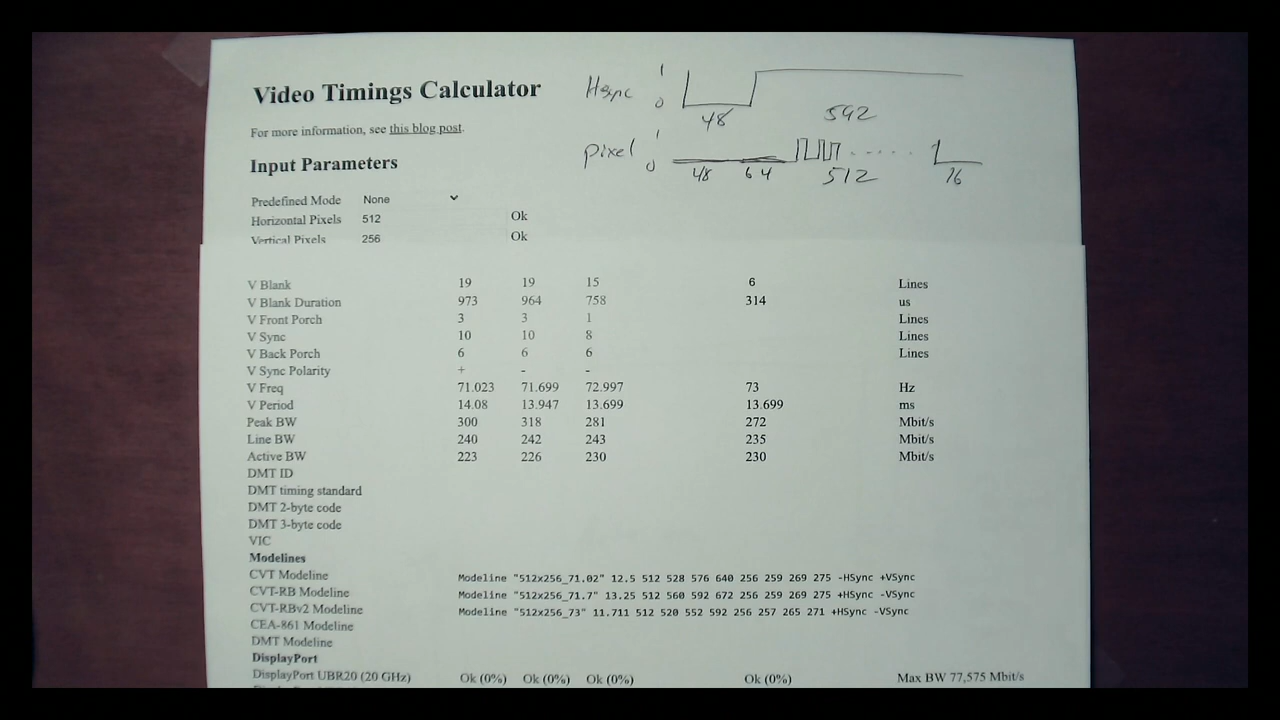 Video Timings Calculator
Hsync 1 0 48 592
For more information, see this blog post.
pixel 1 0 48 64 512 16
Input Parameters
Predefined Mode None
Horizontal Pixels 512 Ok
Vertical Pixels 256 Ok
V Blank 19 19 15 6 Lines
V Blank Duration 973 964 758 314 us
V Front Porch 3 3 1 Lines
V Sync 10 10 8 Lines
V Back Porch 6 6 6 Lines
V Sync Polarity + - -
V Freq 71.023 71.699 72.997 73 Hz
V Period 14.08 13.947 13.699 13.699 ms
Peak BW 300 318 281 272 Mbit/s
Line BW 240 242 243 235 Mbit/s
Active BW 223 226 230 230 Mbit/s
DMT ID
DMT timing standard
DMT 2-byte code
DMT 3-byte code
VIC
Modelines
CVT Modeline Modeline "512x256_71.02" 12.5 512 528 576 640 256 259 269 275 -HSync +VSync
CVT-RB Modeline Modeline "512x256_71.7" 13.25 512 560 592 672 256 259 269 275 +HSync -VSync
CVT-RBv2 Modeline Modeline "512x256_73" 11.711 512 520 552 592 256 257 265 271 +HSync -VSync
CEA-861 Modeline
DMT Modeline
DisplayPort
DisplayPort UBR20 (20 GHz) Ok (0%) Ok (0%) Ok (0%) Ok (0%) Max BW 77,575 Mbit/s